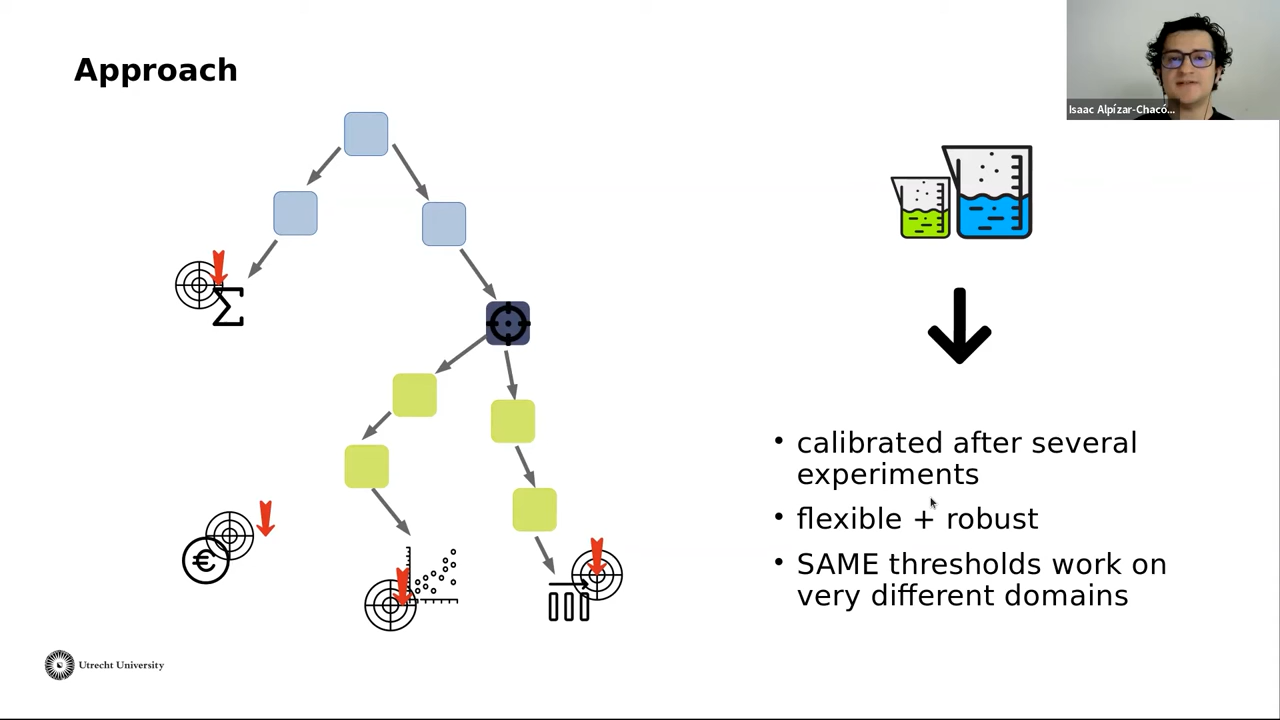 Approach
Isaac Alpízar-Chacó...
Σ
€
• calibrated after several
experiments
• flexible + robust
• SAME thresholds work on
very different domains
Utrecht University